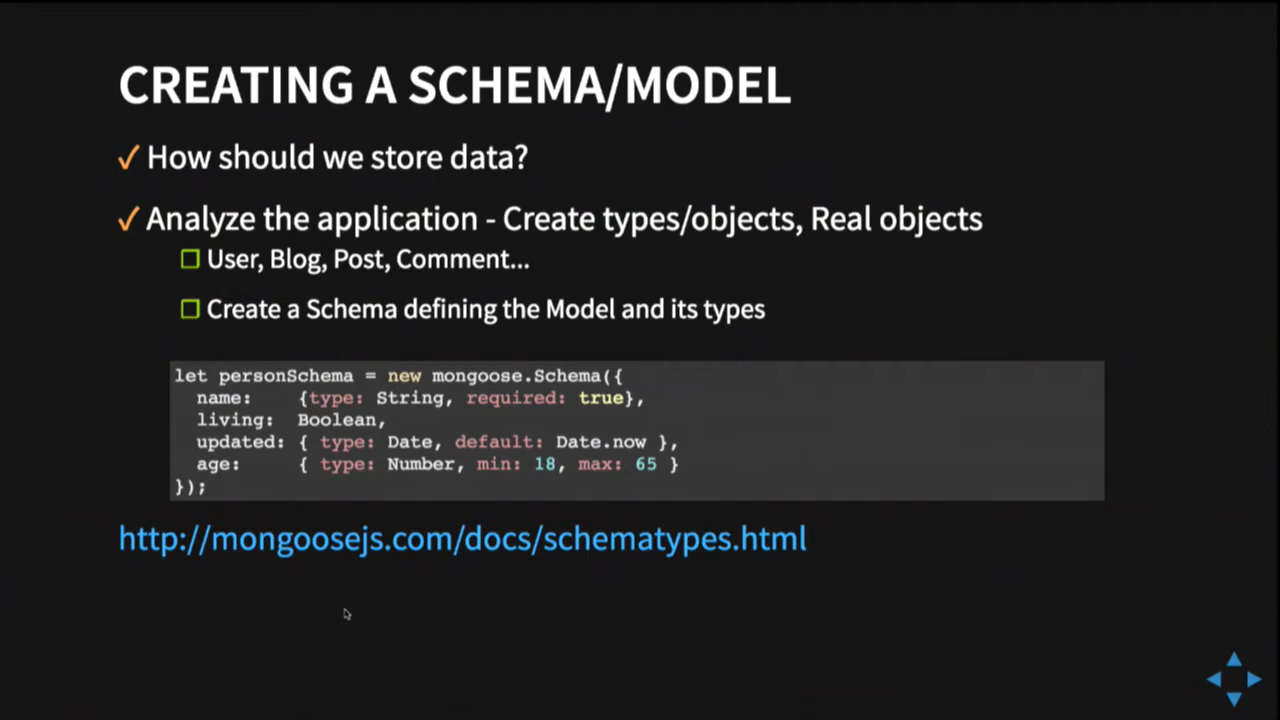 CREATING A SCHEMA/MODEL
✓ How should we store data?
✓ Analyze the application - Create types/objects, Real objects
□ User, Blog, Post, Comment...
□ Create a Schema defining the Model and its types
let personSchema = new mongoose.Schema({
  name:    {type: String, required: true},
  living:  Boolean,
  updated: { type: Date, default: Date.now },
  age:     { type: Number, min: 18, max: 65 }
});
http://mongoosejs.com/docs/schematypes.html